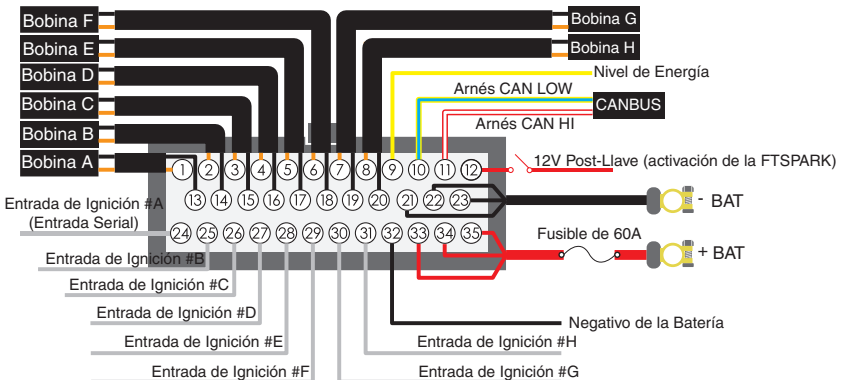 Bobina F
Bobina E
Bobina D
Bobina C
Bobina B
Bobina A
Bobina G
Bobina H
Nivel de Energía
Arnés CAN LOW
CANBUS
Arnés CAN HI
12V Post-Llave (activación de la FTSPARK)
1 2 3 4 5 6 7 8 9 10 11 12
13 14 15 16 17 18 19 20 21 22 23
24 25 26 27 28 29 30 31 32 33 34 35
- BAT
Fusible de 60A
+ BAT
Entrada de Ignición #A
(Entrada Serial)
Entrada de Ignición #B
Entrada de Ignición #C
Entrada de Ignición #D
Entrada de Ignición #E
Entrada de Ignición #F
Negativo de la Batería
Entrada de Ignición #H
Entrada de Ignición #G